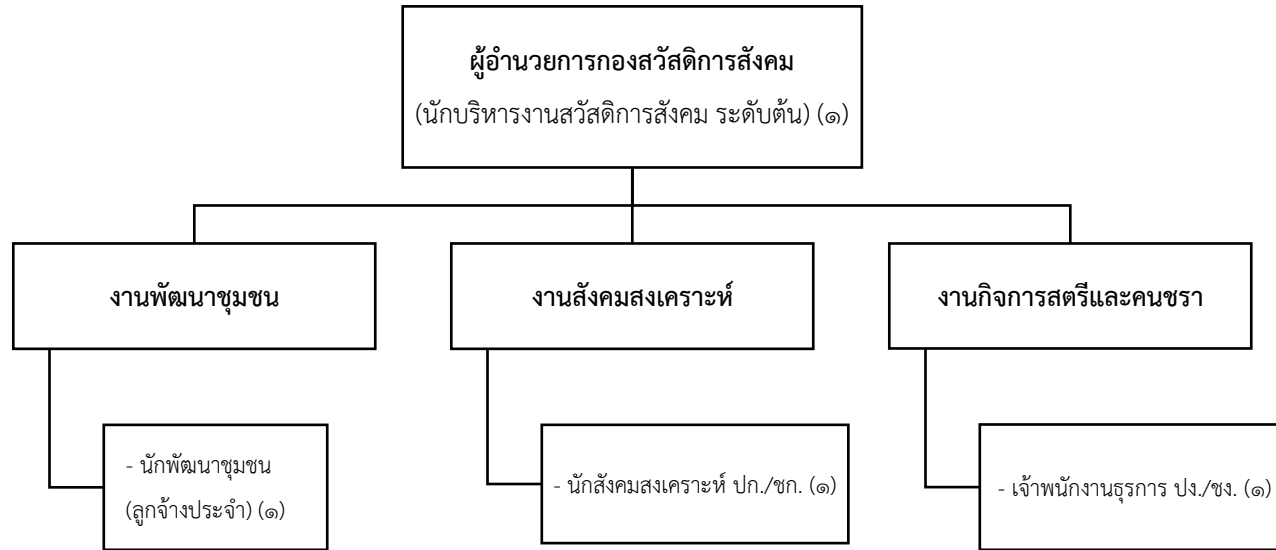 ผู้อำนวยการกองสวัสดิการสังคม
(นักบริหารงานสวัสดิการสังคม ระดับต้น) (๑)
งานพัฒนาชุมชน
งานสังคมสงเคราะห์
งานกิจการสตรีและคนชรา
- นักพัฒนาชุมชน
(ลูกจ้างประจำ) (๑)
- นักสังคมสงเคราะห์ ปก./ชก. (๑)
- เจ้าพนักงานธุรการ ปง./ชง. (๑)